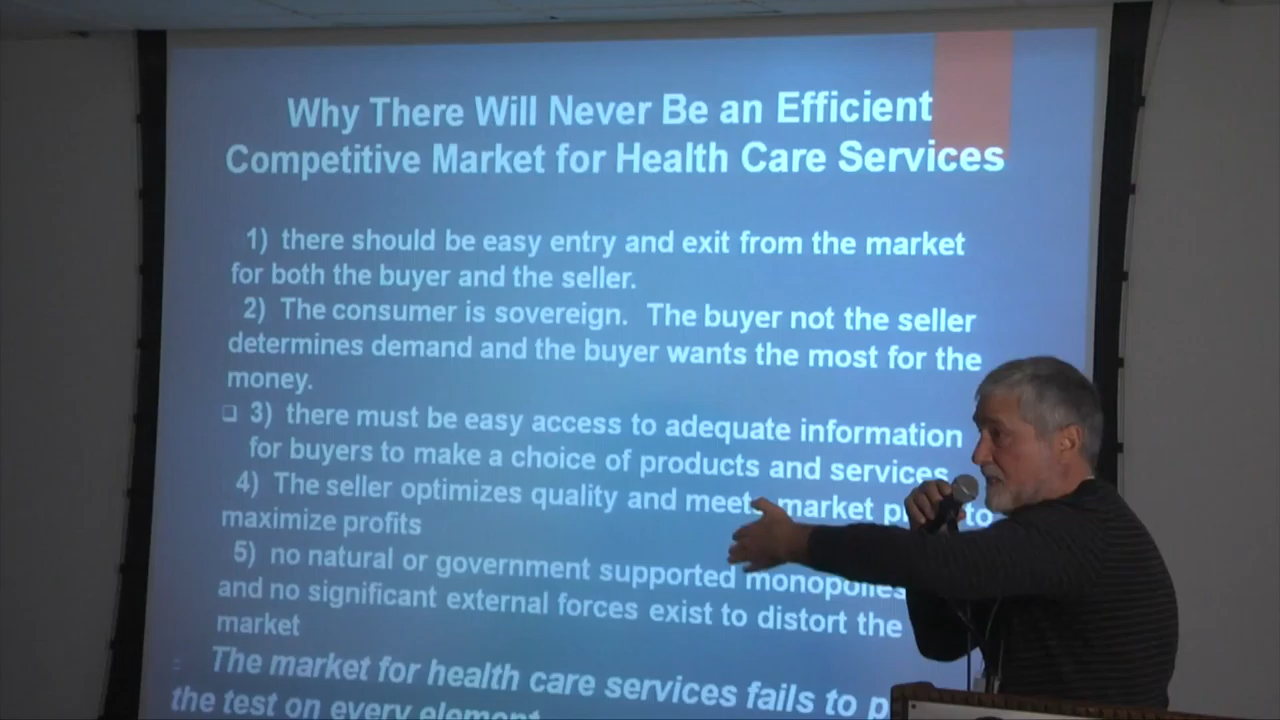 Why There Will Never Be an Efficient
Competitive Market for Health Care Services
1) there should be easy entry and exit from the market
for both the buyer and the seller.
2) The consumer is sovereign. The buyer not the seller
determines demand and the buyer wants the most for the
money.
3) there must be easy access to adequate information
for buyers to make a choice of products and services
4) The seller optimizes quality and meets market to
maximize profits
5) no natural or government supported monopolies
and no significant external forces exist to distort the
market
The market for health care services fails to
the test on every element